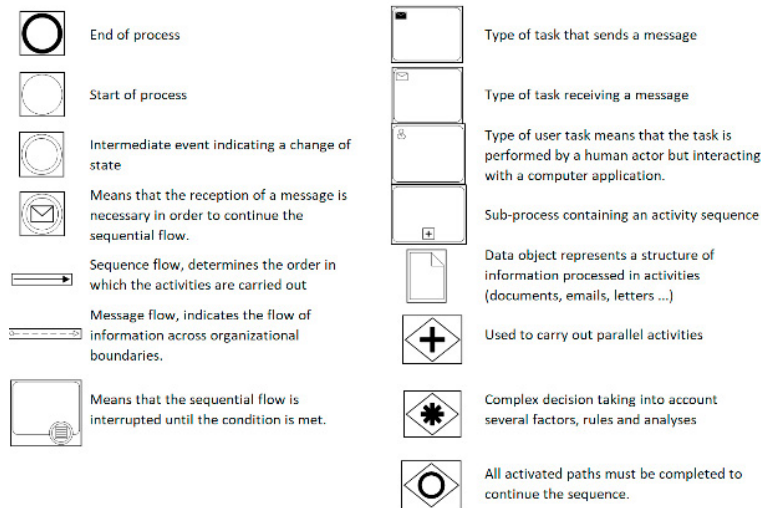 End of process
Start of process
Intermediate event indicating a change of
state
Means that the reception of a message is
necessary in order to continue the
sequential flow.
Sequence flow, determines the order in
which the activities are carried out
Message flow, indicates the flow of
information across organizational
boundaries.
Means that the sequential flow is
interrupted until the condition is met.
Type of task that sends a message
Type of task receiving a message
Type of user task means that the task is
performed by a human actor but interacting
with a computer application.
Sub-process containing an activity sequence
Data object represents a structure of
information processed in activities
(documents, emails, letters ...)
Used to carry out parallel activities
Complex decision taking into account
several factors, rules and analyses
All activated paths must be completed to
continue the sequence.